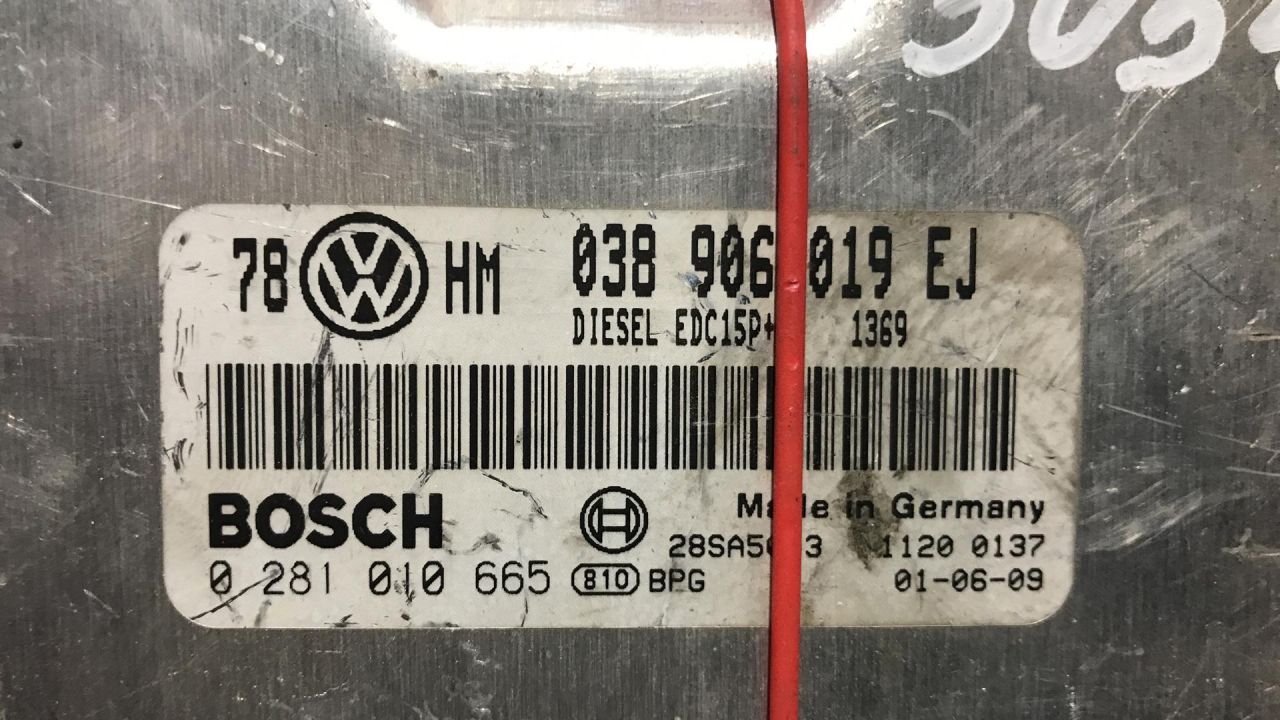 78 VW HM 038 906 019 EJ
DIESEL EDC15P+ 1369
BOSCH
Made in Germany
1120 0137
0 281 010 665 810 BPG
01-06-09